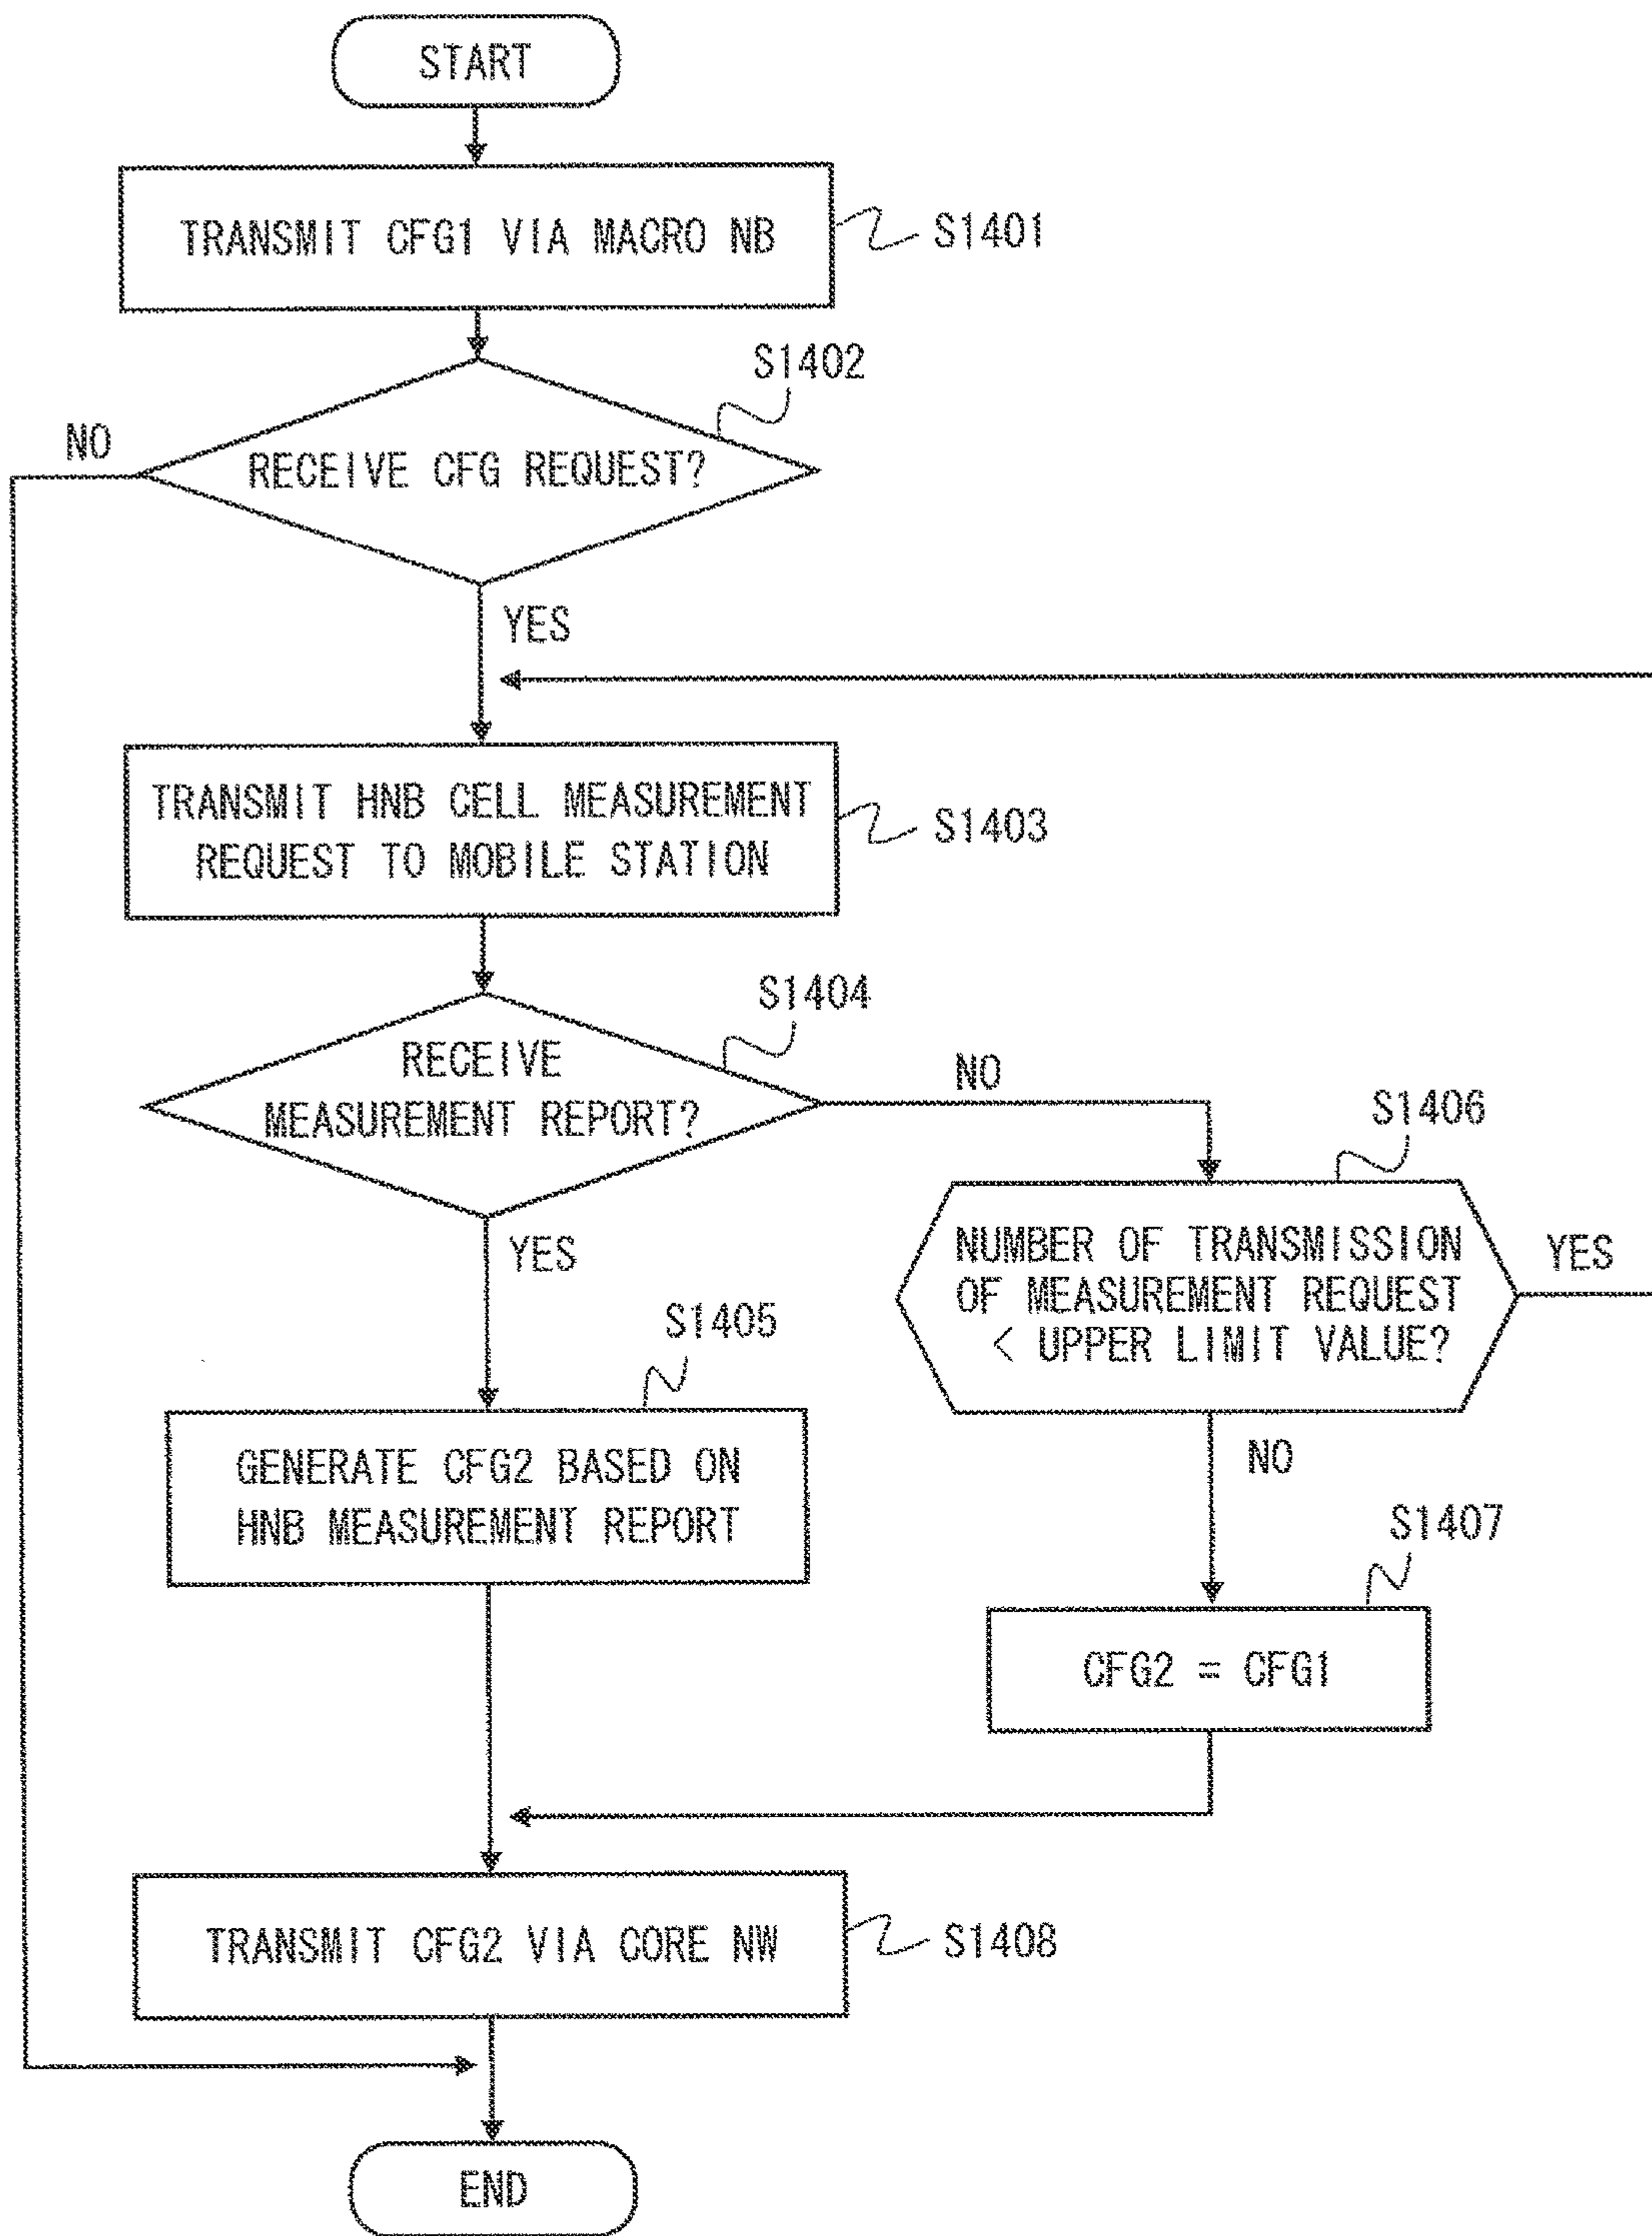 START
TRANSMIT CFG1 VIA MACRO NB
S1401
S1402
NO
RECEIVE CFG REQUEST?
YES
TRANSMIT HNB CELL MEASUREMENT
REQUEST TO MOBILE STATION
S1403
S1404
RECEIVE
MEASUREMENT REPORT?
NO
S1406
NUMBER OF TRANSMISSION
OF MEASUREMENT REQUEST
< UPPER LIMIT VALUE?
YES
YES
S1405
GENERATE CFG2 BASED ON
HNB MEASUREMENT REPORT
NO
S1407
CFG2 = CFG1
TRANSMIT CFG2 VIA CORE NW
S1408
END